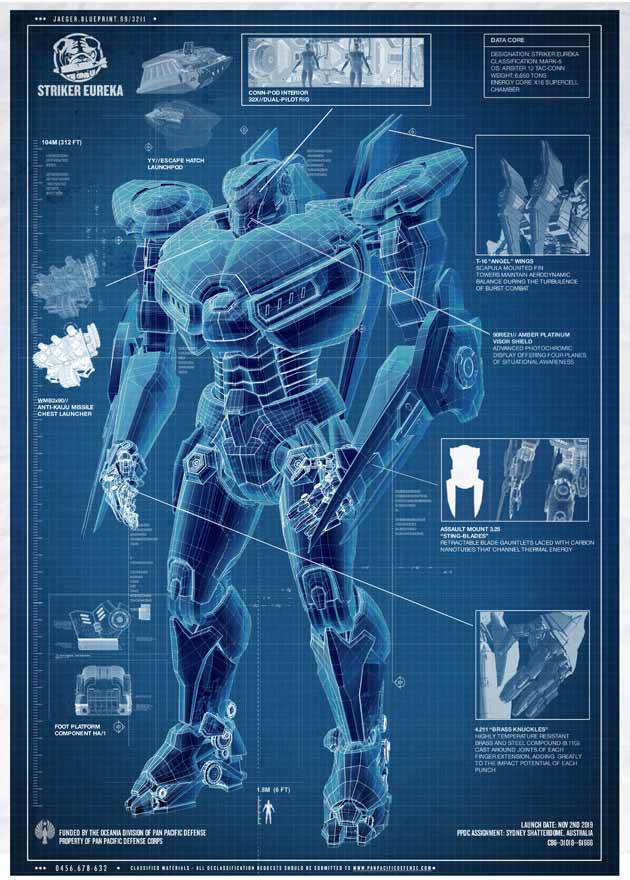 JAEGER.BLUEPRINT.99/3211
STRIKER EUREKA
104M (312 FT)
YY//ESCAPE HATCH
LAUNCHPOD
CONN-POD INTERIOR
32X//DUAL-PILOT RIG
DATA CORE
DESIGNATION: STRIKER EUREKA
CLASSIFICATION: MARK-5
OS: ARBITER 12 TAC-CONN
WEIGHT: 6,650 TONS
ENERGY CORE: X16 SUPERCELL
CHAMBER
T-16 "ANGEL" WINGS
SCAPULA MOUNTED FIN
TOWERS MAINTAIN AERODYNAMIC
BALANCE DURING THE TURBULENCE
OF BURST COMBAT
90RE21// AMBER PLATINUM
VISOR SHIELD
ADVANCED PHOTOCHROMIC
DISPLAY OFFERING FOUR PLANES
OF SITUATIONAL AWARENESS
WMB2x90//
ANTI-KAIJU MISSILE
CHEST LAUNCHER
ASSAULT MOUNT 3.25
"STING-BLADES"
RETRACTABLE BLADE GAUNTLETS LACED WITH CARBON
NANOTUBES THAT CHANNEL THERMAL ENERGY
4.211 "BRASS KNUCKLES"
HIGHLY TEMPERATURE RESISTANT
BRASS AND STEEL COMPOUND (8.11G)
CAST AROUND JOINTS OF EACH
FINGER EXTENSION, ADDING GREATLY
TO THE IMPACT POTENTIAL OF EACH
PUNCH
FOOT PLATFORM
COMPONENT HA/1
1.8M (6 FT)
FUNDED BY THE OCEANIA DIVISION OF PAN PACIFIC DEFENSE
PROPERTY OF PAN PACIFIC DEFENSE CORPS
LAUNCH DATE: NOV 2ND 2019
PPDC ASSIGNMENT: SYDNEY SHATTERDOME, AUSTRALIA
0456.678-632
CLASSIFIED MATERIALS - ALL DECLASSIFICATION REQUESTS SHOULD BE SUBMITTED TO WWW.PANPACIFICDEFENSE.COM